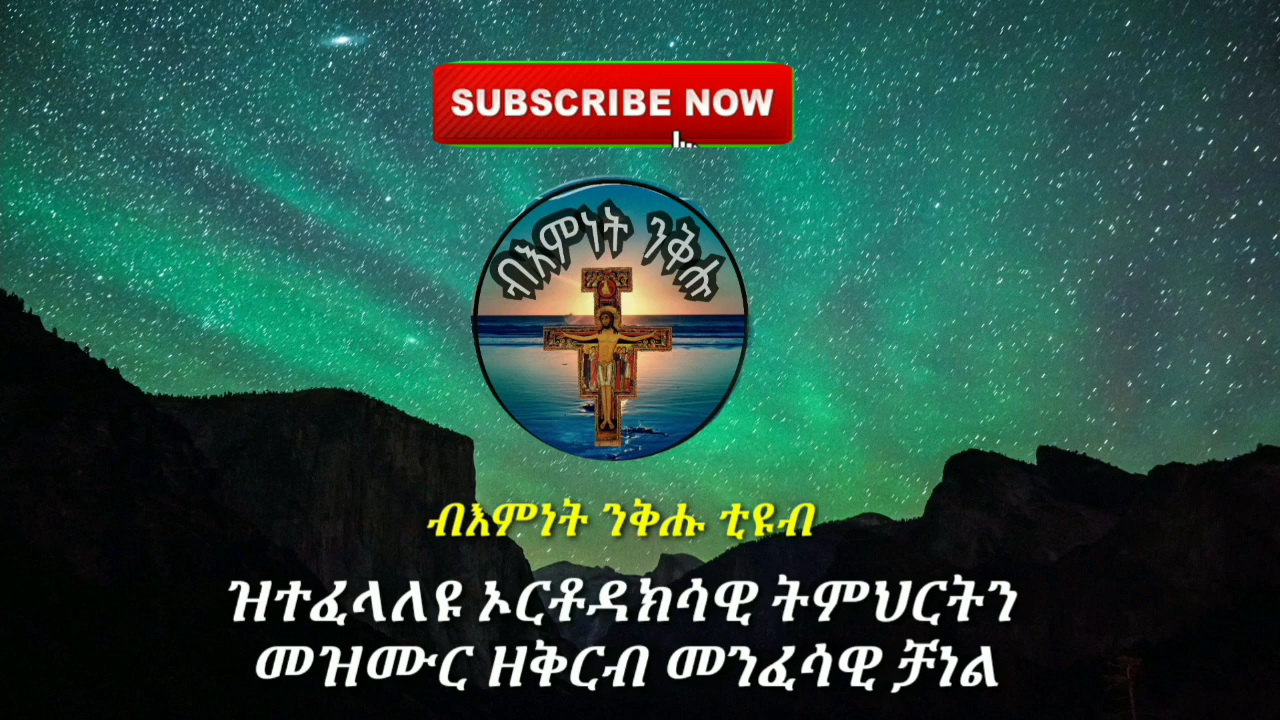 SUBSCRIBE NOW
ብእምነት ንቅሑ
ብእምነት ንቅሑ ቲዩብ
ዝተፈላለዩ ኦርቶዳክሳዊ ትምህርትን
መዝሙር ዘቅርብ መንፈሳዊ ቻነል